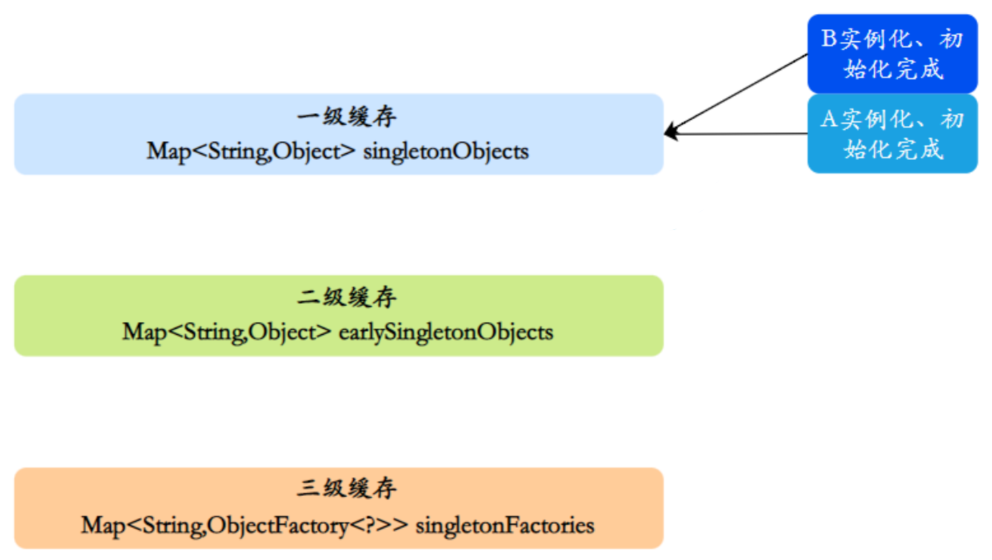 B实例化、初
始化完成
一级缓存
Map<String,Object> singletonObjects
A实例化、初
始化完成
二级缓存
Map<String,Object> earlySingletonObjects
三级缓存
Map<String,ObjectFactory<?>> singletonFactories